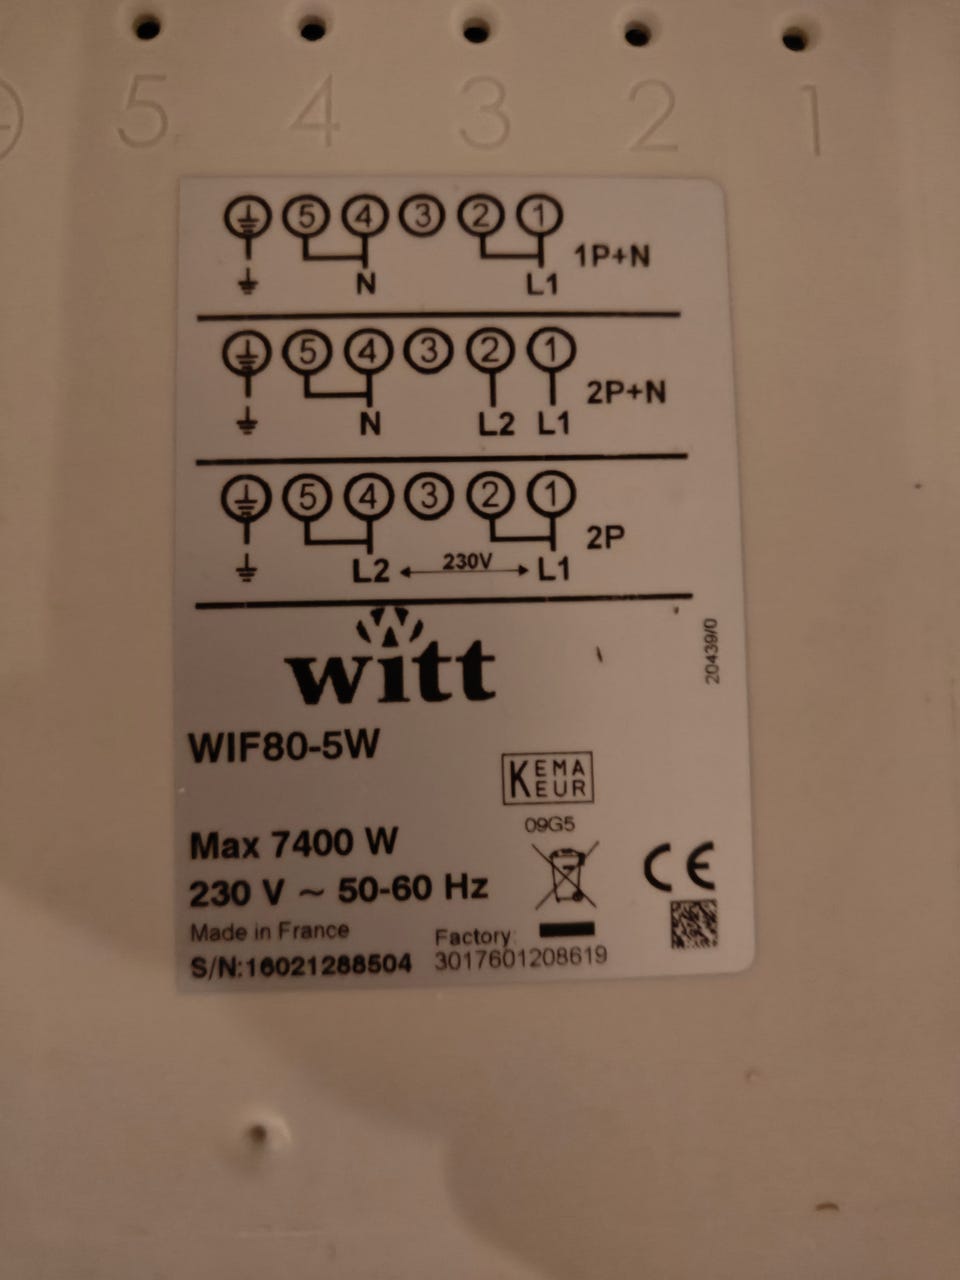 5 4 3 2 1
5 4 3 2 1
1P+N
N L1
5 4 3 2 1
2P+N
N L2 L1
5 4 3 2 1
2P
L2 230V L1
20439/0
witt
WIF80-5W
KEMA
EUR
09G5
Max 7400 W
230 V ~ 50-60 Hz
CE
Made in France
Factory:
S/N:16021288504
3017601208619